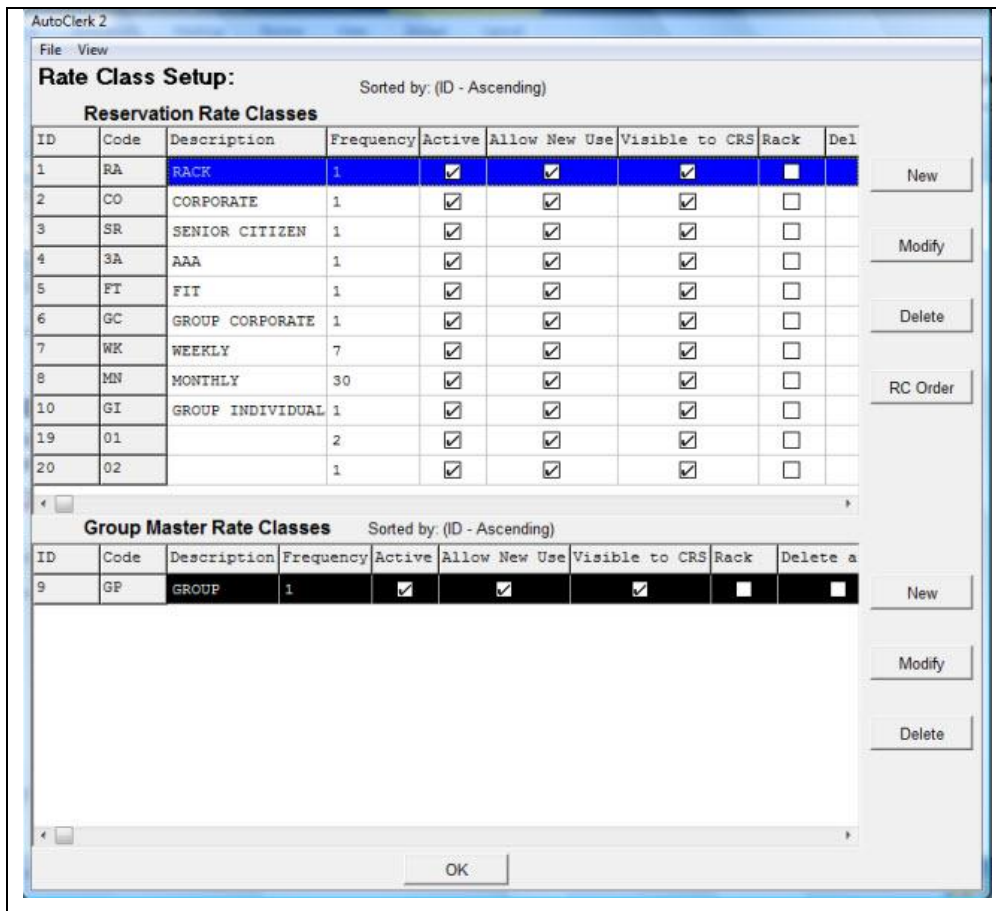 AutoClerk 2
File View
Rate Class Setup: Sorted by: (ID - Ascending)
Reservation Rate Classes
ID Code Description Frequency Active Allow New Use Visible to CRS Rack Del
1 RA RACK 1
New
2 CO CORPORATE 1
3 SR SENIOR CITIZEN 1
Modify
4 3A AAA 1
5 FT FIT 1
6 GC GROUP CORPORATE 1
Delete
7 WK WEEKLY 7
8 MN MONTHLY 30
RC Order
10 GI GROUP INDIVIDUAL 1
19 01 2
20 02 1
Group Master Rate Classes Sorted by: (ID - Ascending)
ID Code Description Frequency Active Allow New Use Visible to CRS Rack Delete a
9 GP GROUP 1
New
Modify
Delete
OK